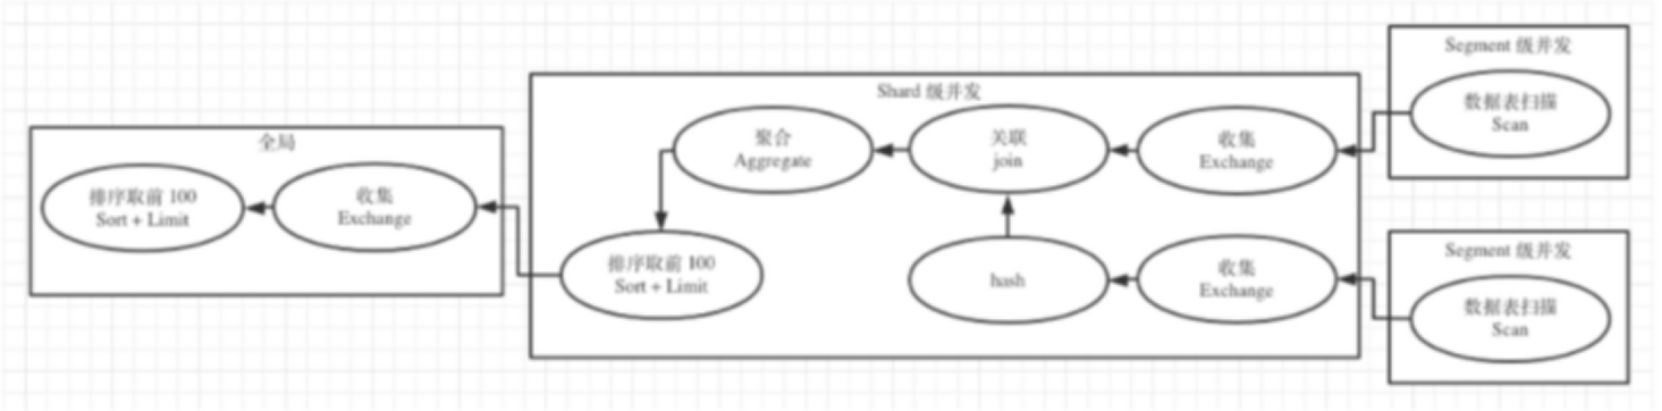 全局
排序取前 100
Sort + Limit
收集
Exchange
Shard 级并发
聚合
Aggregate
关联
join
收集
Exchange
排序取前 100
Sort + Limit
hash
收集
Exchange
Segment 级并发
数据表扫描
Scan
Segment 级并发
数据表扫描
Scan